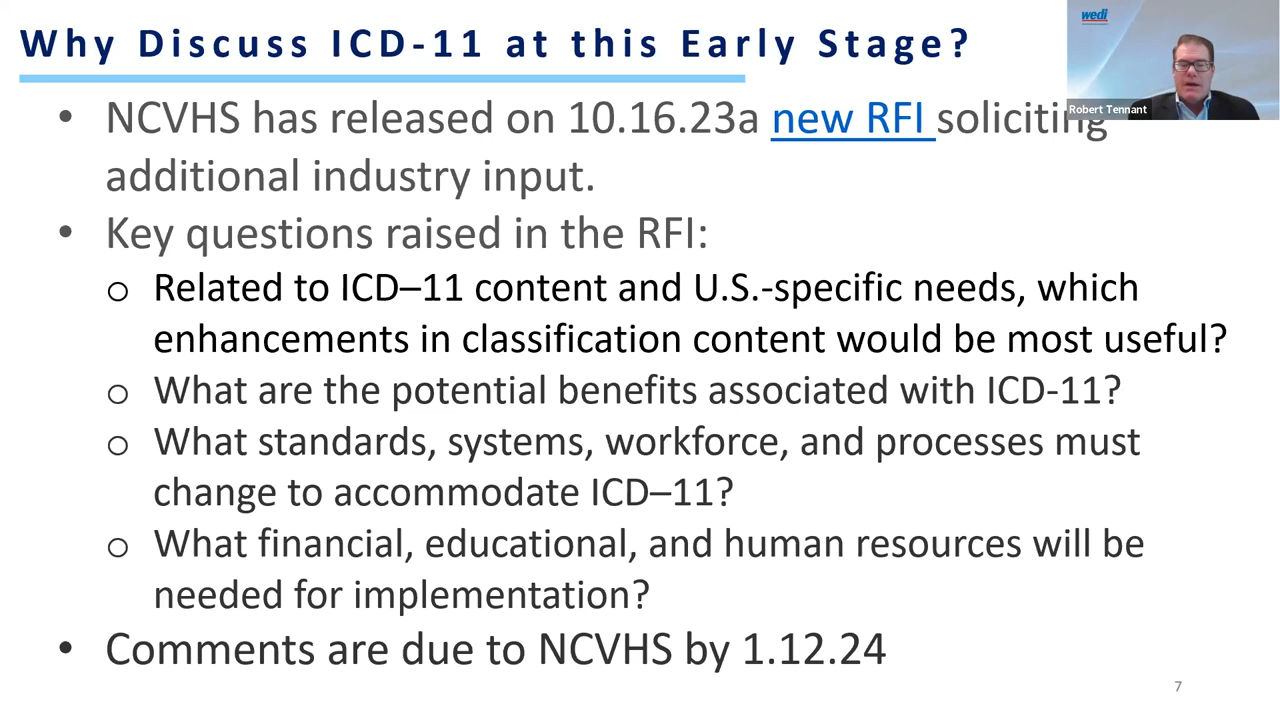 Why Discuss ICD-11 at this Early Stage?
wedi
Robert Tennant
• NCVHS has released on 10.16.23a new RFI soliciting
additional industry input.
• Key questions raised in the RFI:
o Related to ICD–11 content and U.S.-specific needs, which
enhancements in classification content would be most useful?
o What are the potential benefits associated with ICD-11?
o What standards, systems, workforce, and processes must
change to accommodate ICD–11?
o What financial, educational, and human resources will be
needed for implementation?
• Comments are due to NCVHS by 1.12.24
7